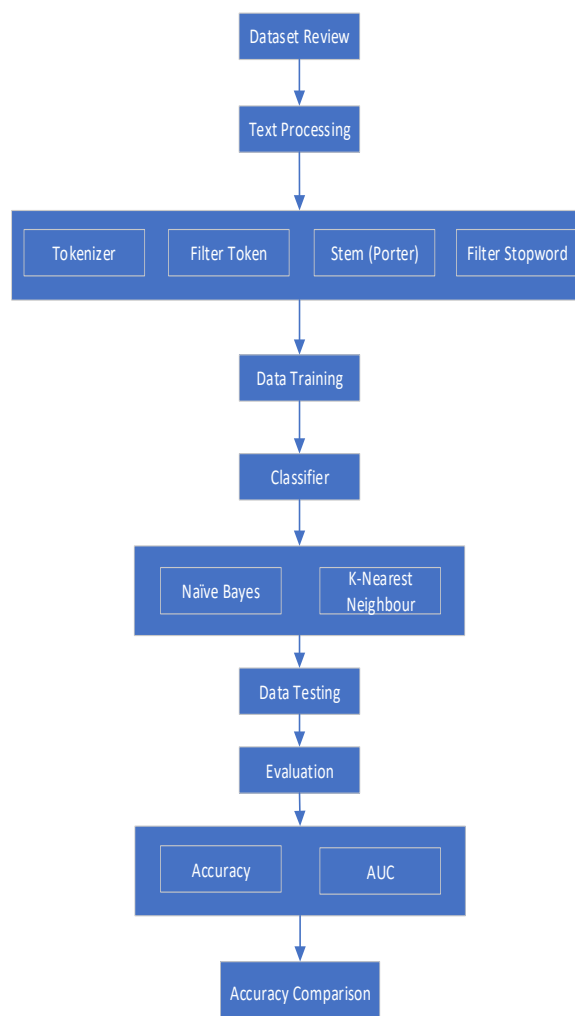 Dataset Review
Text Processing
Tokenizer
Filter Token
Stem (Porter)
Filter Stopword
Data Training
Classifier
Naïve Bayes
K-Nearest
Neighbour
Data Testing
Evaluation
Accuracy
AUC
Accuracy Comparison